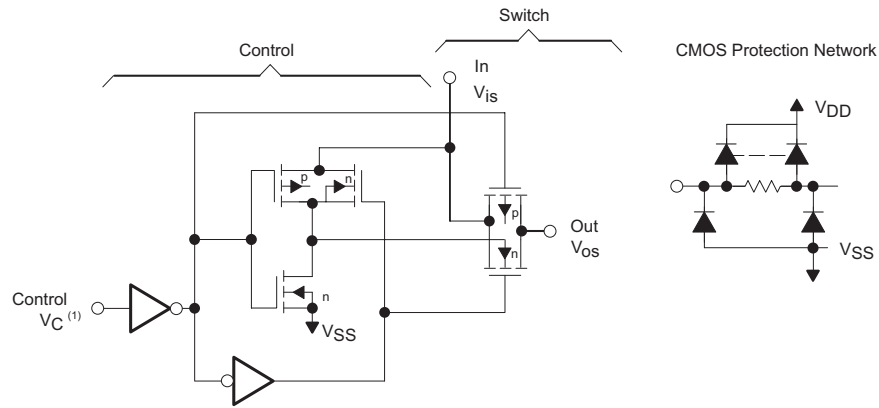 Switch
Control
In
Vis
CMOS Protection Network
VDD
p
n
p
Out
Vos
n
n
VSS
Control
VC (1)
VSS